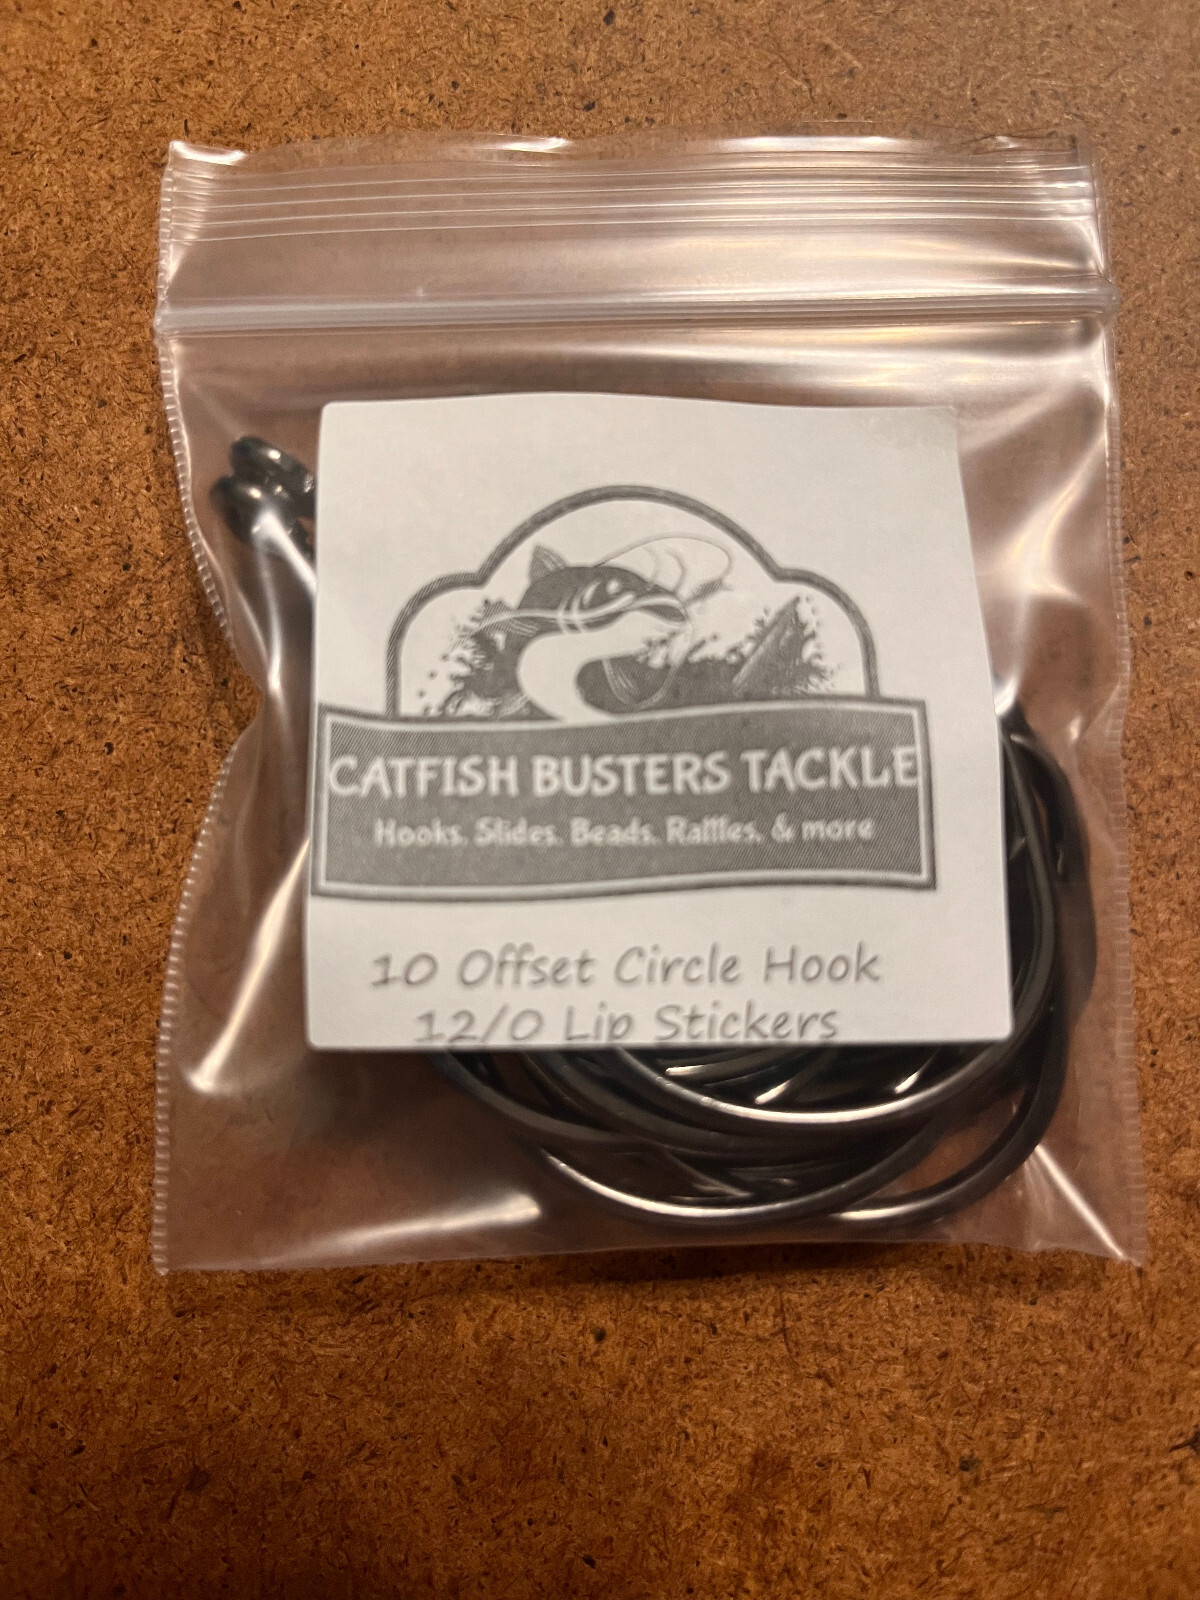 CATFISH BUSTERS TACKLE
Hooks, Slides, Beads, Rattles, & more
10 Offset Circle Hook
12/0 Lip Stickers